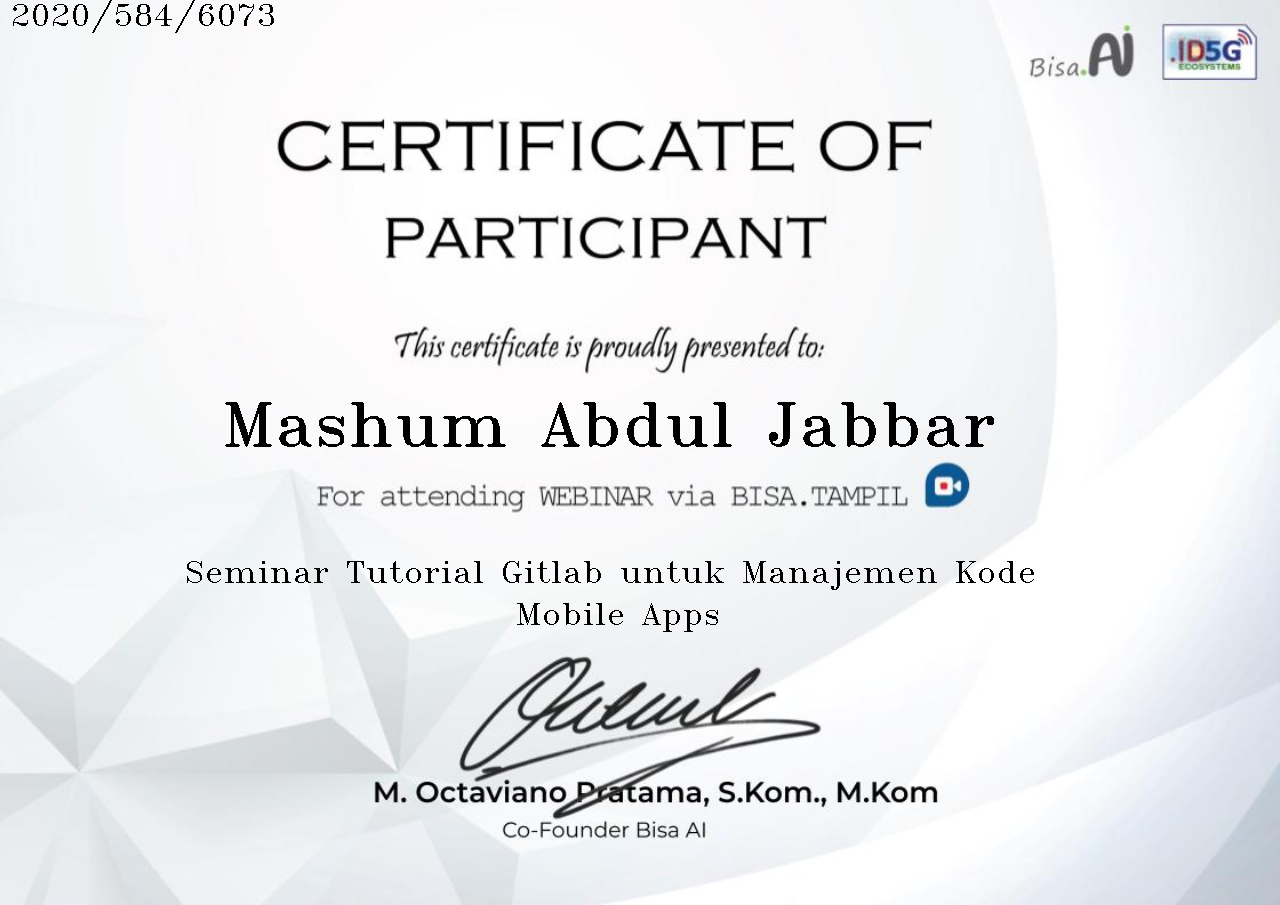 2020/584/6073
Bisa.AI
.ID5G
ECOSYSTEMS
CERTIFICATE OF
PARTICIPANT
This certificate is proudly presented to:
Mashum Abdul Jabbar
For attending WEBINAR via BISA.TAMPIL
Seminar Tutorial Gitlab untuk Manajemen Kode
Mobile Apps
M. Octaviano Pratama, S.Kom., M.Kom
Co-Founder Bisa AI